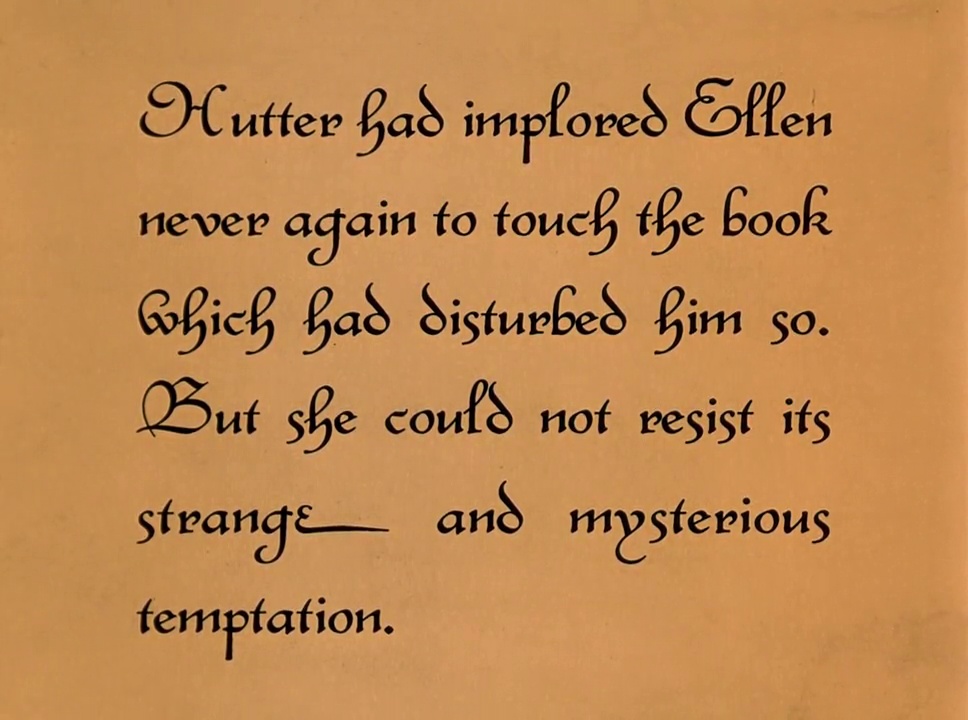 Hutter had implored Ellen
never again to touch the book
which had disturbed him so.
But she could not resist its
strange and mysterious
temptation.